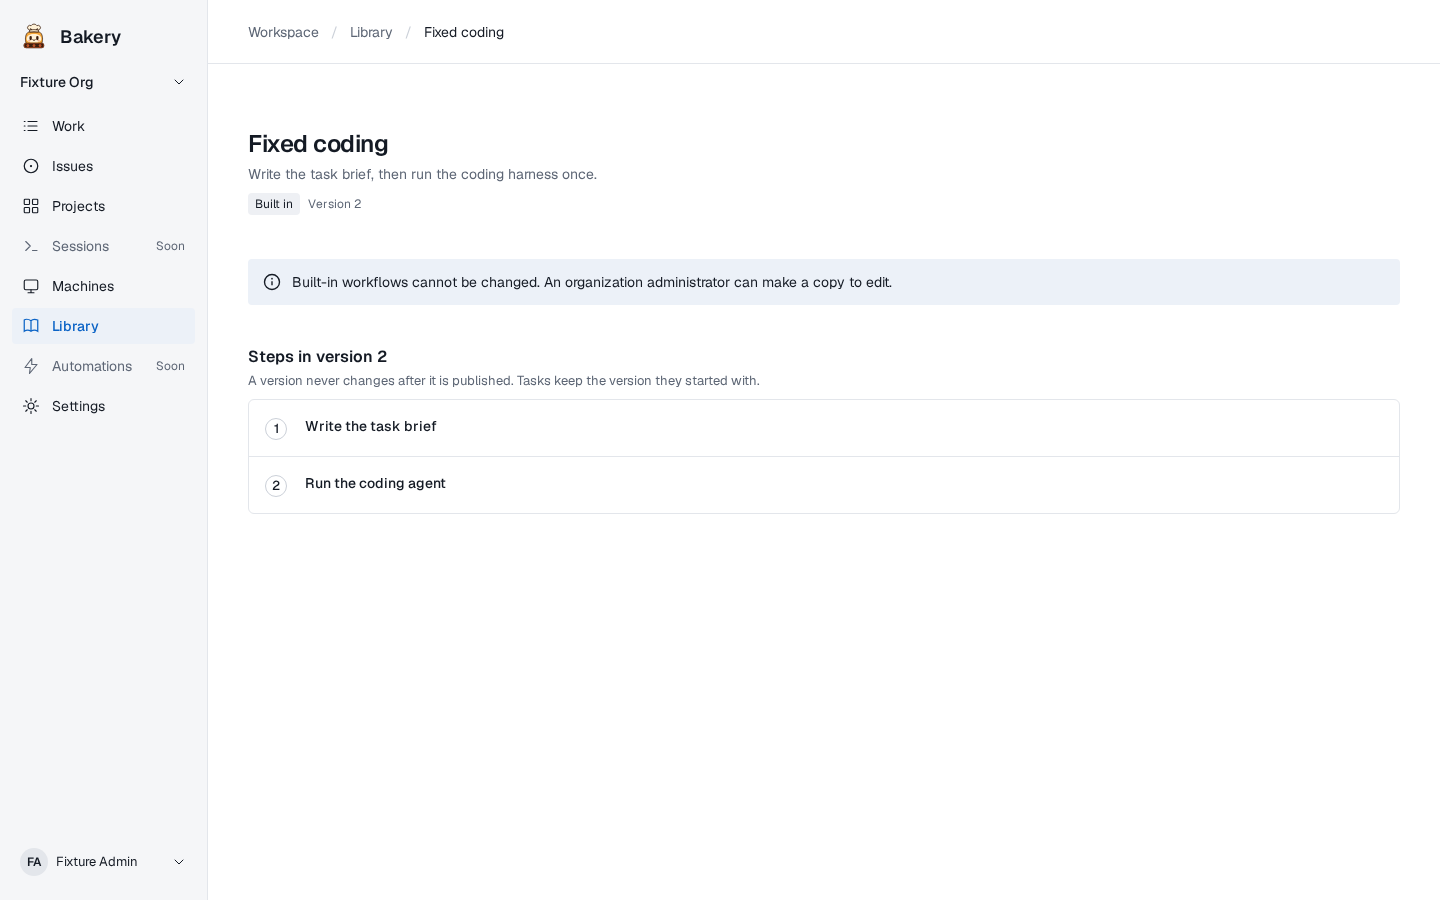 Bakery
Fixture Org
Work
Issues
Projects
Sessions Soon
Machines
Library
Automations Soon
Settings
FA Fixture Admin
Workspace / Library / Fixed coding
Fixed coding
Write the task brief, then run the coding harness once.
Built in Version 2
Built-in workflows cannot be changed. An organization administrator can make a copy to edit.
Steps in version 2
A version never changes after it is published. Tasks keep the version they started with.
1 Write the task brief
2 Run the coding agent